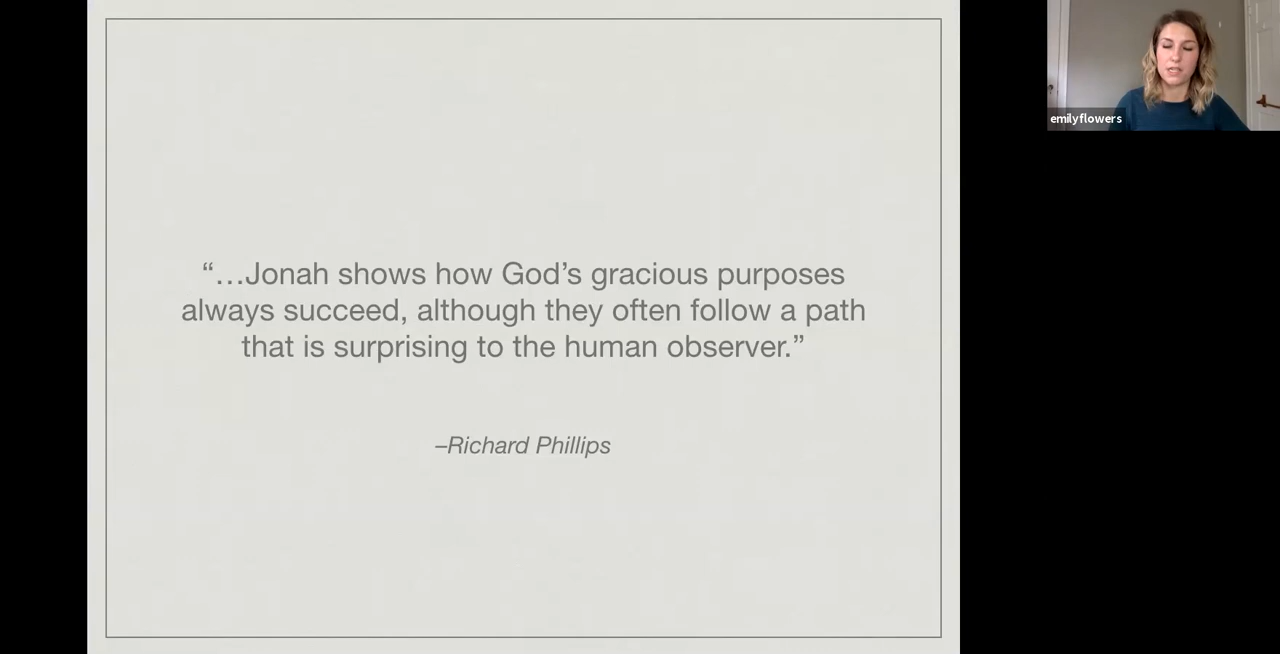 “…Jonah shows how God’s gracious purposes
always succeed, although they often follow a path
that is surprising to the human observer.”
–Richard Phillips
emilyflowers